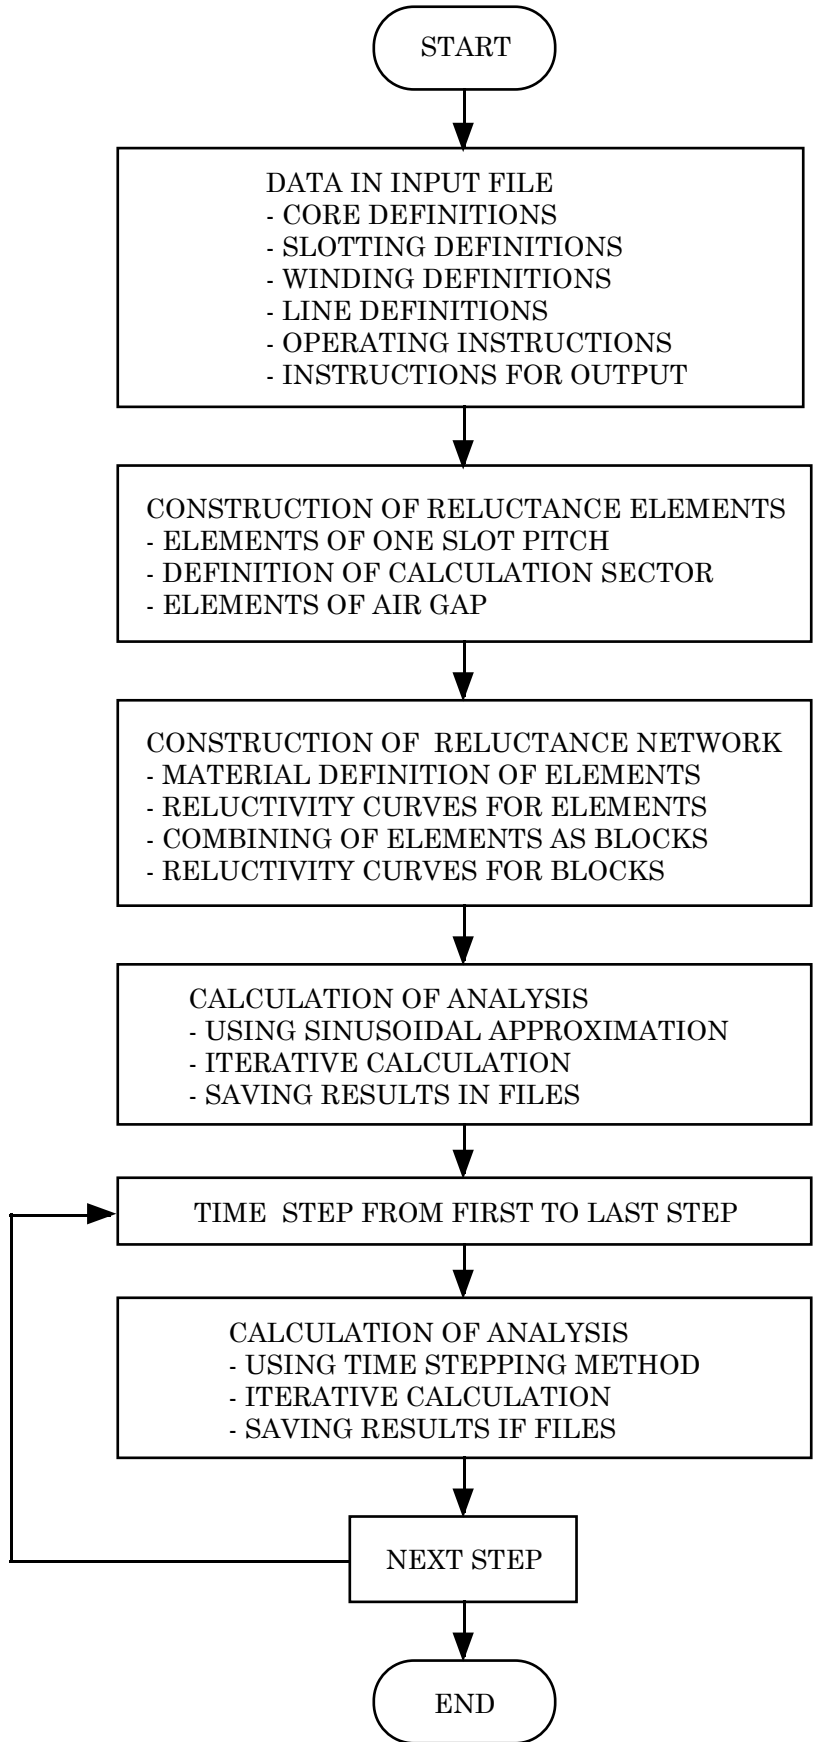 START
DATA IN INPUT FILE
- CORE DEFINITIONS
- SLOTTING DEFINITIONS
- WINDING DEFINITIONS
- LINE DEFINITIONS
- OPERATING INSTRUCTIONS
- INSTRUCTIONS FOR OUTPUT
CONSTRUCTION OF RELUCTANCE ELEMENTS
- ELEMENTS OF ONE SLOT PITCH
- DEFINITION OF CALCULATION SECTOR
- ELEMENTS OF AIR GAP
CONSTRUCTION OF RELUCTANCE NETWORK
- MATERIAL DEFINITION OF ELEMENTS
- RELUCTIVITY CURVES FOR ELEMENTS
- COMBINING OF ELEMENTS AS BLOCKS
- RELUCTIVITY CURVES FOR BLOCKS
CALCULATION OF ANALYSIS
- USING SINUSOIDAL APPROXIMATION
- ITERATIVE CALCULATION
- SAVING RESULTS IN FILES
TIME STEP FROM FIRST TO LAST STEP
CALCULATION OF ANALYSIS
- USING TIME STEPPING METHOD
- ITERATIVE CALCULATION
- SAVING RESULTS IF FILES
NEXT STEP
END